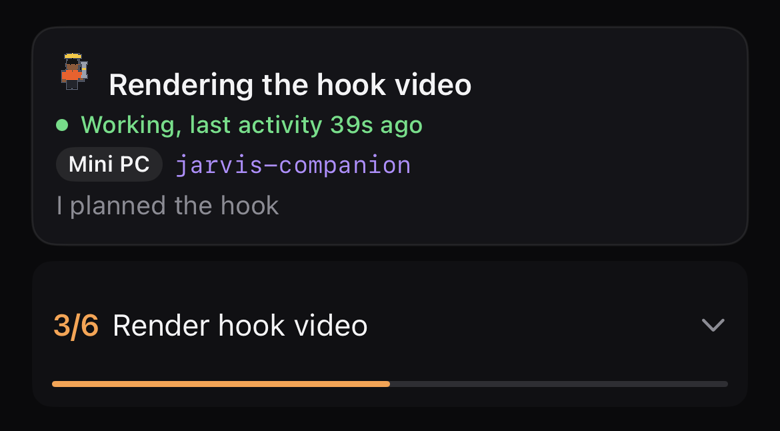 Rendering the hook video
Working, last activity 39s ago
Mini PC jarvis-companion
I planned the hook
3/6 Render hook video